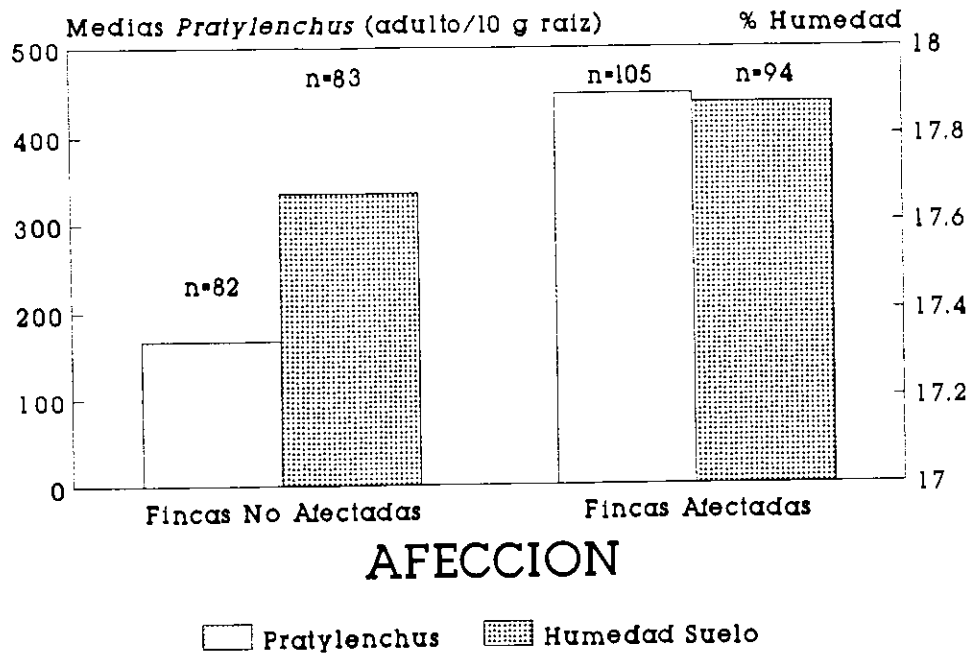 Medias Pratylenchus (adulto/10 g raiz)
% Humedad
500
400
300
200
100
0
18
17.8
17.6
17.4
17.2
17
n=82
n=83
n=105
n=94
Fincas No Afectadas
Fincas Afectadas
AFECCION
Pratylenchus
Humedad Suelo